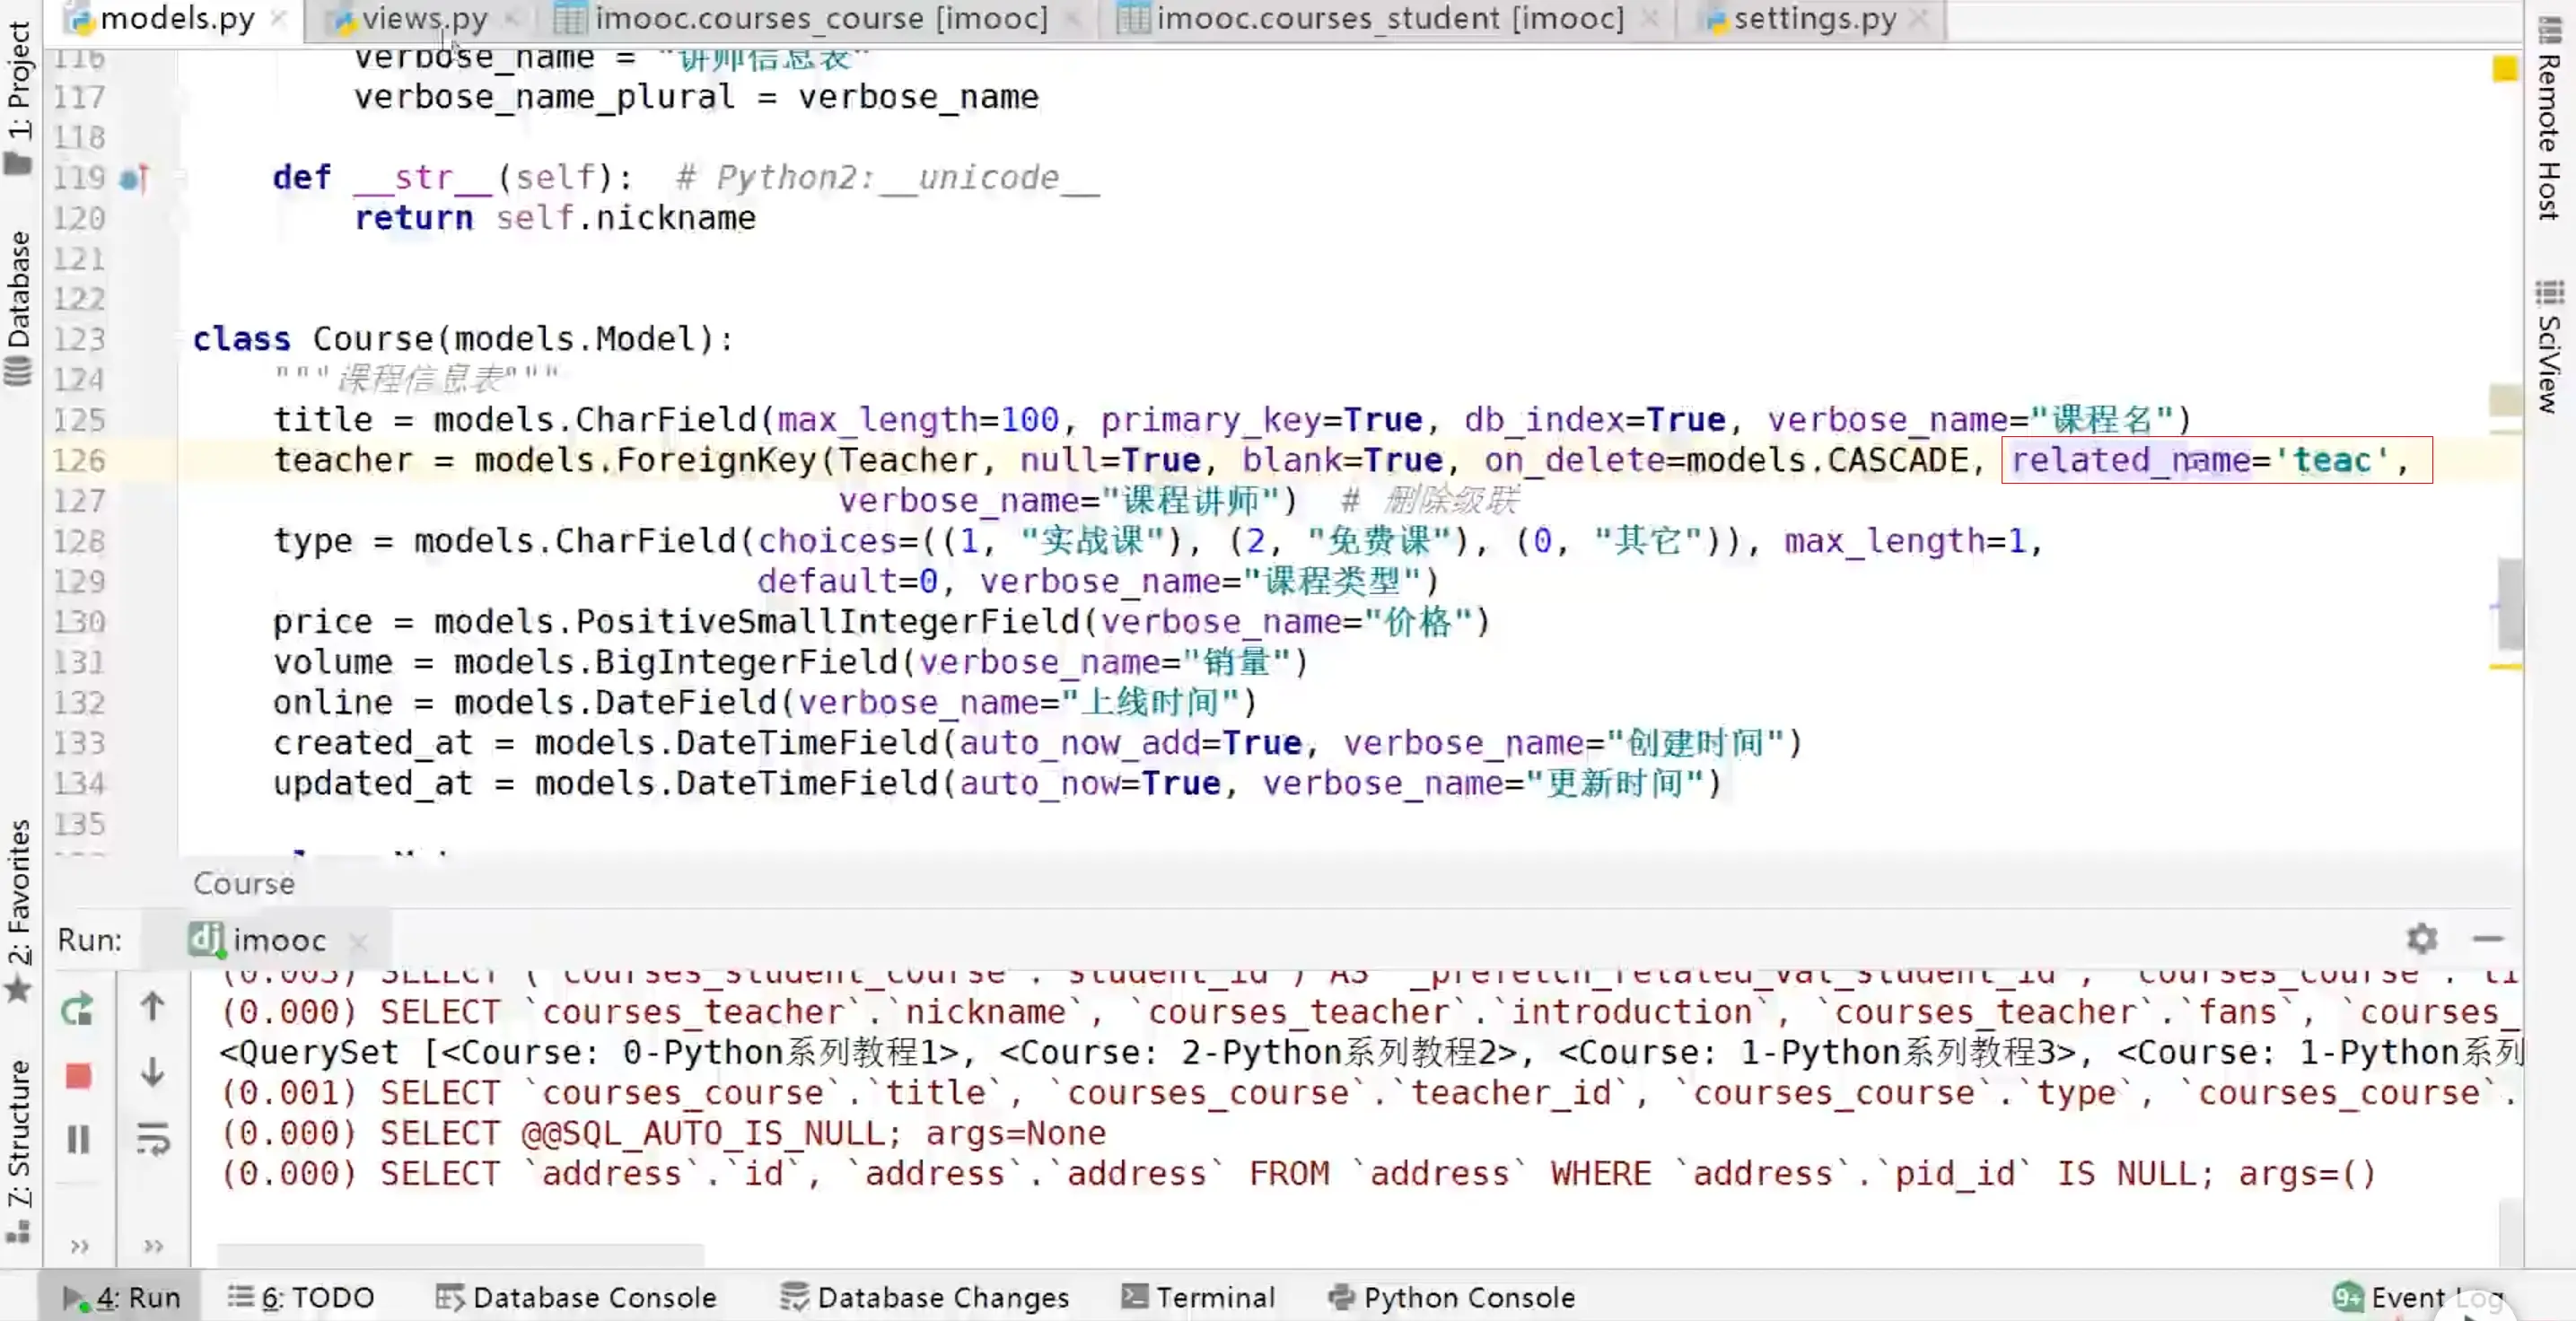 models.py
views.py
imooc.courses_course [imooc]
imooc.courses_student [imooc]
settings.py
1: Project
Database
2: Favorites
7: Structure
Remote Host
SciView
116 verbose_name = "讲师信息表"
117 verbose_name_plural = verbose_name
118
119 def __str__(self): # Python2:__unicode__
120 return self.nickname
121
122
123 class Course(models.Model):
124 """课程信息表"""
125 title = models.CharField(max_length=100, primary_key=True, db_index=True, verbose_name="课程名")
126 teacher = models.ForeignKey(Teacher, null=True, blank=True, on_delete=models.CASCADE, related_name='teac',
127 verbose_name="课程讲师") # 删除级联
128 type = models.CharField(choices=((1, "实战课"), (2, "免费课"), (0, "其它")), max_length=1,
129 default=0, verbose_name="课程类型")
130 price = models.PositiveSmallIntegerField(verbose_name="价格")
131 volume = models.BigIntegerField(verbose_name="销量")
132 online = models.DateField(verbose_name="上线时间")
133 created_at = models.DateTimeField(auto_now_add=True, verbose_name="创建时间")
134 updated_at = models.DateTimeField(auto_now=True, verbose_name="更新时间")
135
Course
Run:
dj imooc
SELECT (`courses_student_course`.`student_id`) AS `_prefetch_related_val_student_id`, `courses_course`.`ti
(0.000) SELECT `courses_teacher`.`nickname`, `courses_teacher`.`introduction`, `courses_teacher`.`fans`, `courses_
<QuerySet [<Course: 0-Python系列教程1>, <Course: 2-Python系列教程2>, <Course: 1-Python系列教程3>, <Course: 1-Python系列
(0.001) SELECT `courses_course`.`title`, `courses_course`.`teacher_id`, `courses_course`.`type`, `courses_course`.
(0.000) SELECT @@SQL_AUTO_IS_NULL; args=None
(0.000) SELECT `address`.`id`, `address`.`address` FROM `address` WHERE `address`.`pid_id` IS NULL; args=()
4: Run
6: TODO
Database Console
Database Changes
Terminal
Python Console
9+
Event Log